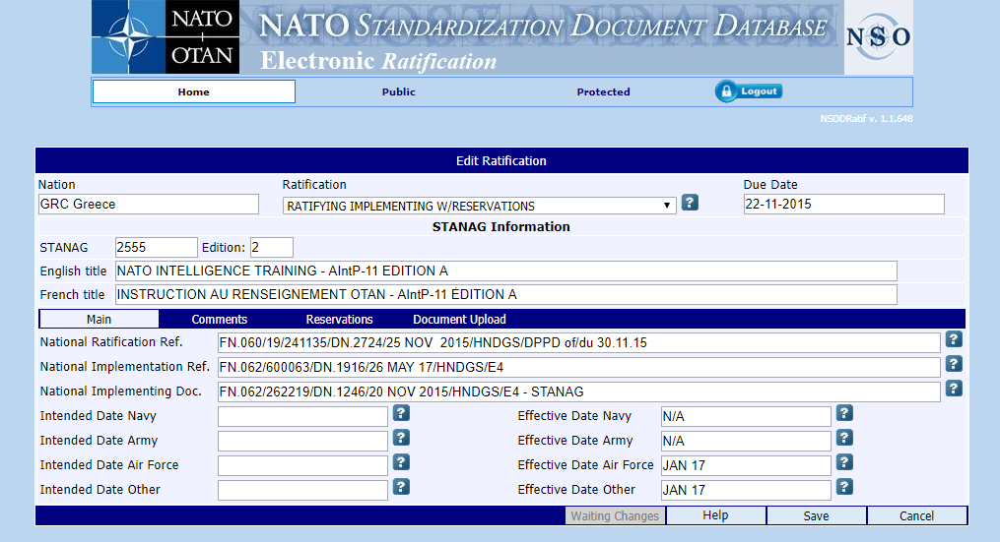 NATO
OTAN
NATO STANDARDIZATION DOCUMENT DATABASE
Electronic Ratification
NSO
Home Public Protected Logout
NSDDRatif v. 1.1.648
Edit Ratification
Nation Ratification Due Date
GRC Greece RATIFYING IMPLEMENTING W/RESERVATIONS ? 22-11-2015
STANAG Information
STANAG 2555 Edition: 2
English title NATO INTELLIGENCE TRAINING - AIntP-11 EDITION A
French title INSTRUCTION AU RENSEIGNEMENT OTAN - AIntP-11 ÉDITION A
Main Comments Reservations Document Upload
National Ratification Ref. FN.060/19/241135/DN.2724/25 NOV  2015/HNDGS/DPPD of/du 30.11.15 ?
National Implementation Ref. FN.062/600063/DN.1916/26 MAY 17/HNDGS/E4 ?
National Implementing Doc. FN.062/262219/DN.1246/20 NOV 2015/HNDGS/E4 - STANAG ?
Intended Date Navy ? Effective Date Navy N/A ?
Intended Date Army ? Effective Date Army N/A ?
Intended Date Air Force ? Effective Date Air Force JAN 17 ?
Intended Date Other ? Effective Date Other JAN 17 ?
Waiting Changes Help Save Cancel